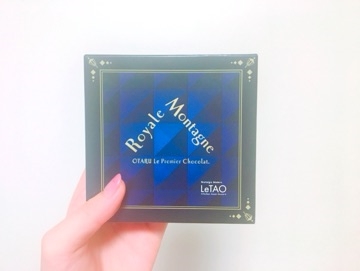 Royale Montagne
OTARU Le Premier Chocolat.
LeTAO